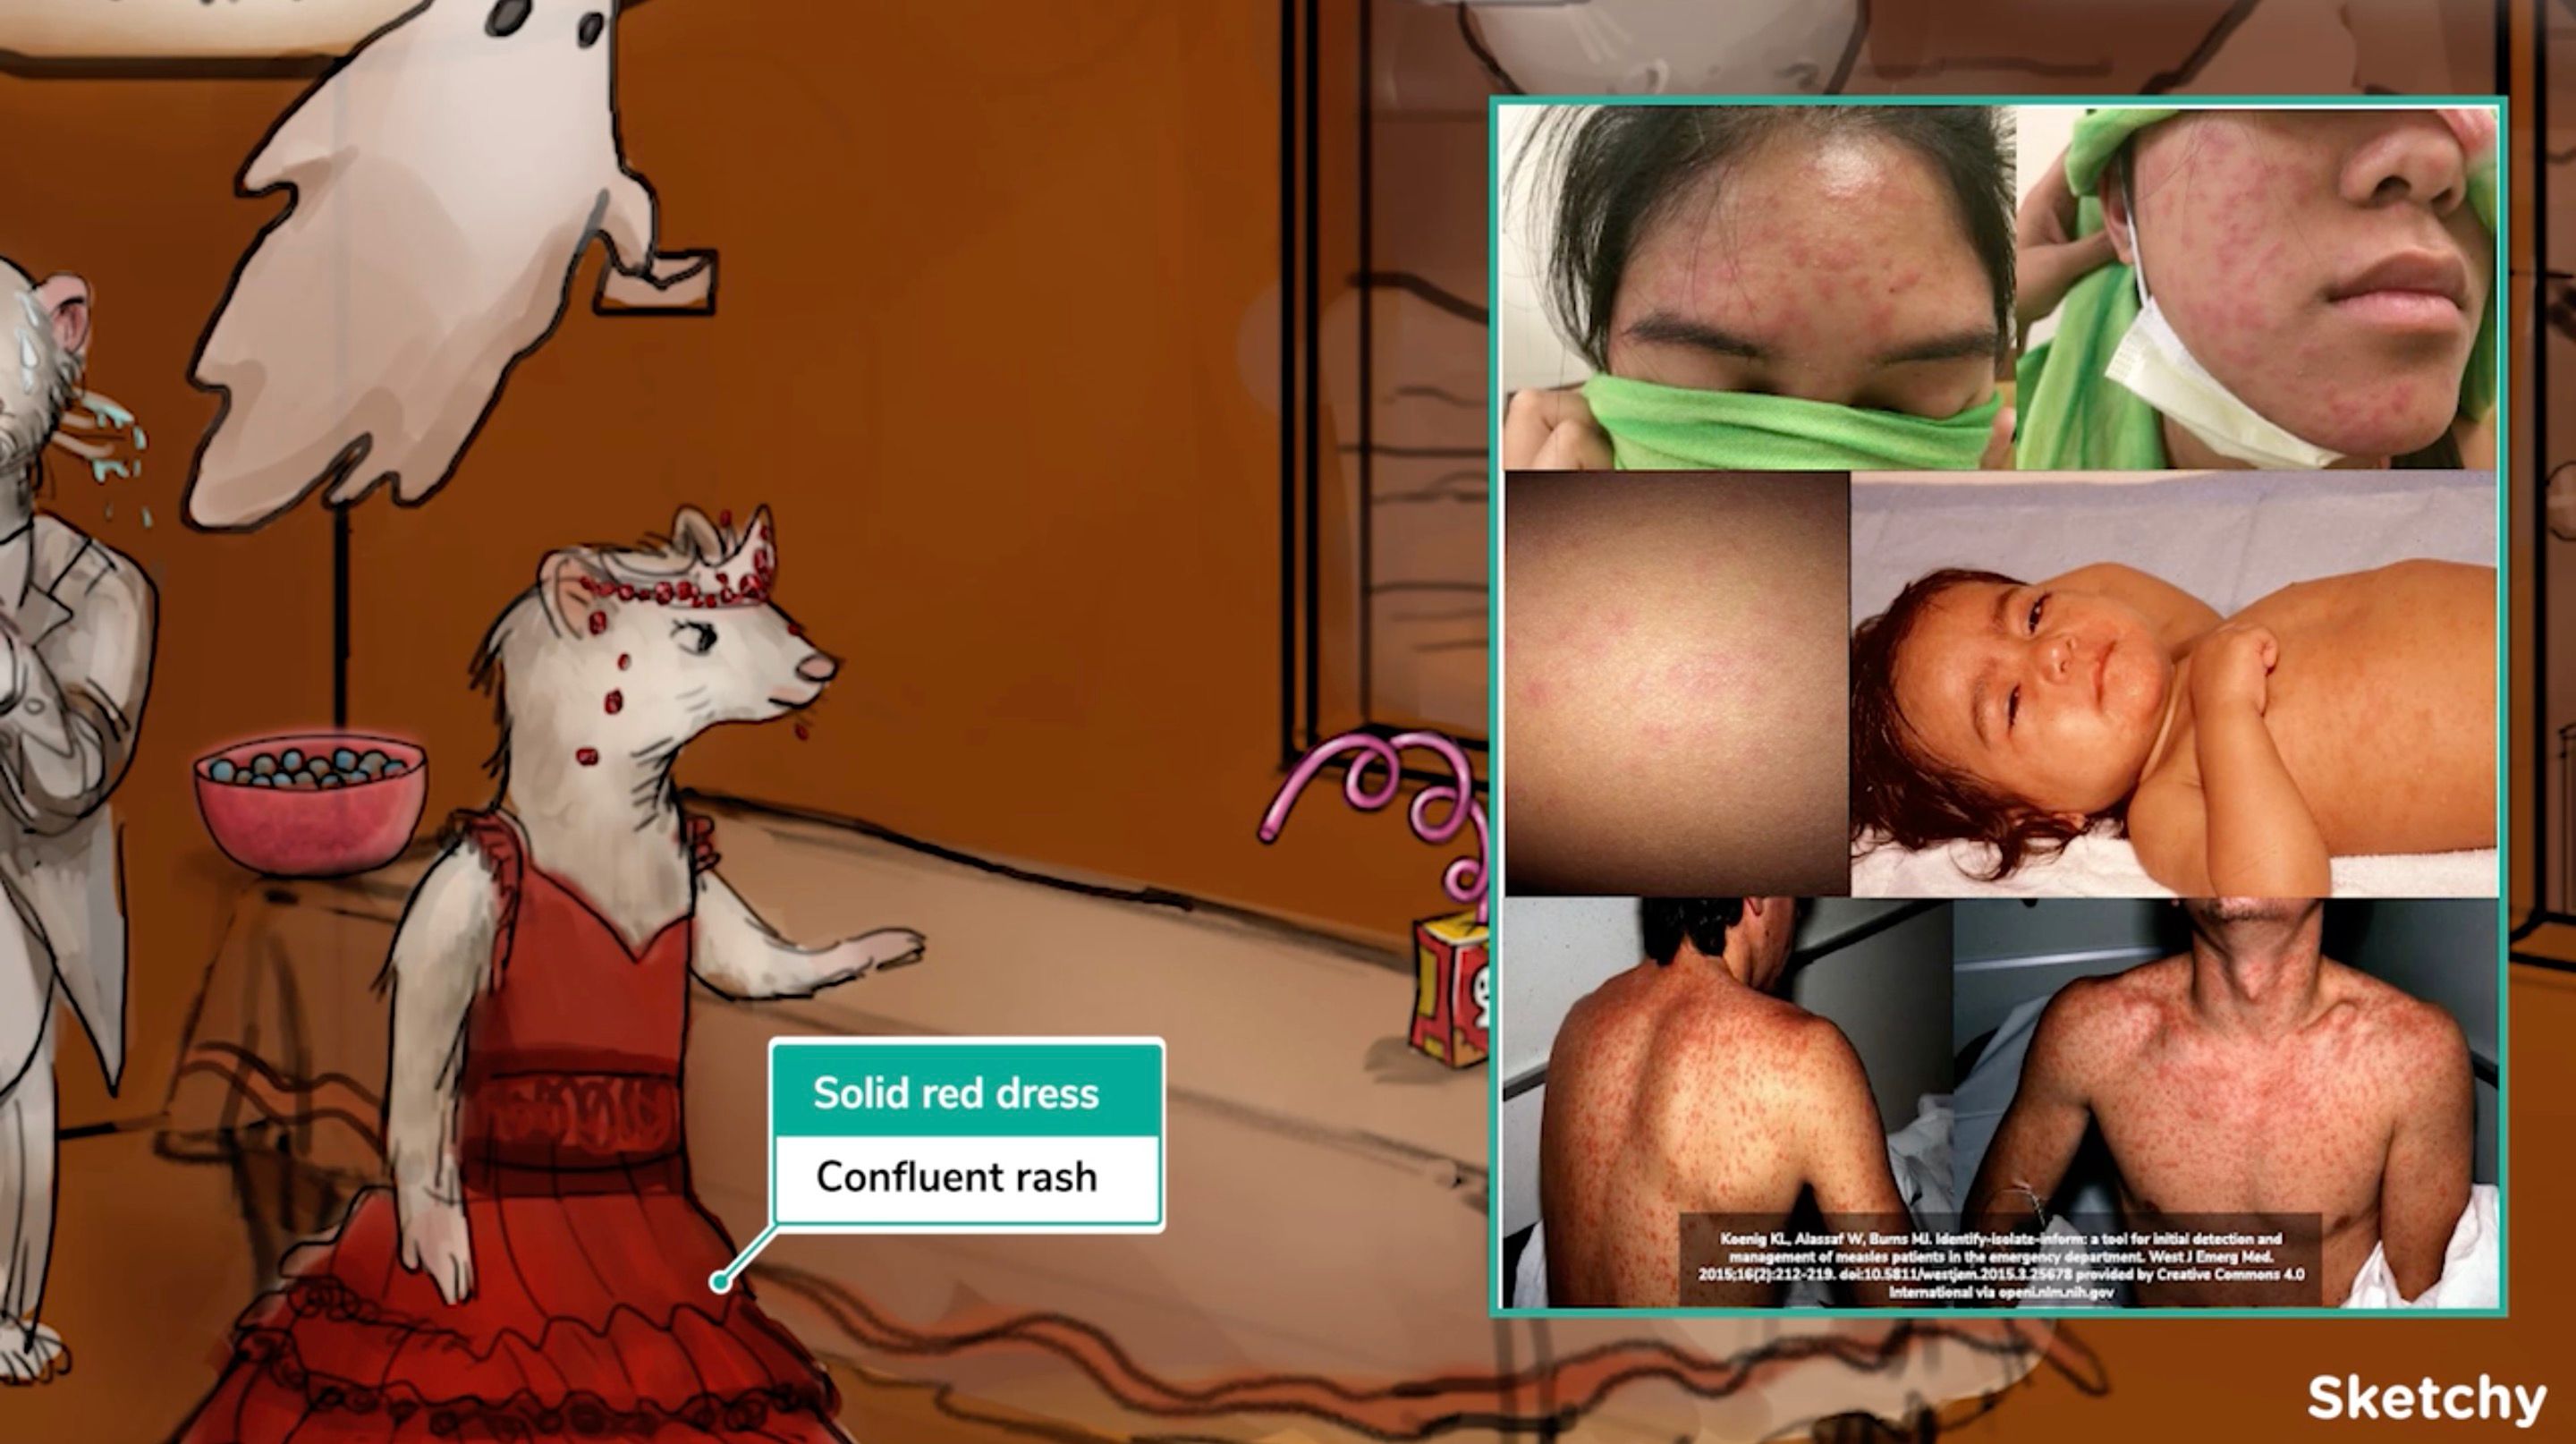 Solid red dress
Confluent rash
Koenig KL, Alassaf W, Burns MJ. Identify-isolate-inform: a tool for initial detection and
management of measles patients in the emergency department. West J Emerg Med.
2015;16(2):212-219. doi:10.5811/westjem.2015.3.25678 provided by Creative Commons 4.0
International via openi.nlm.nih.gov
Sketchy